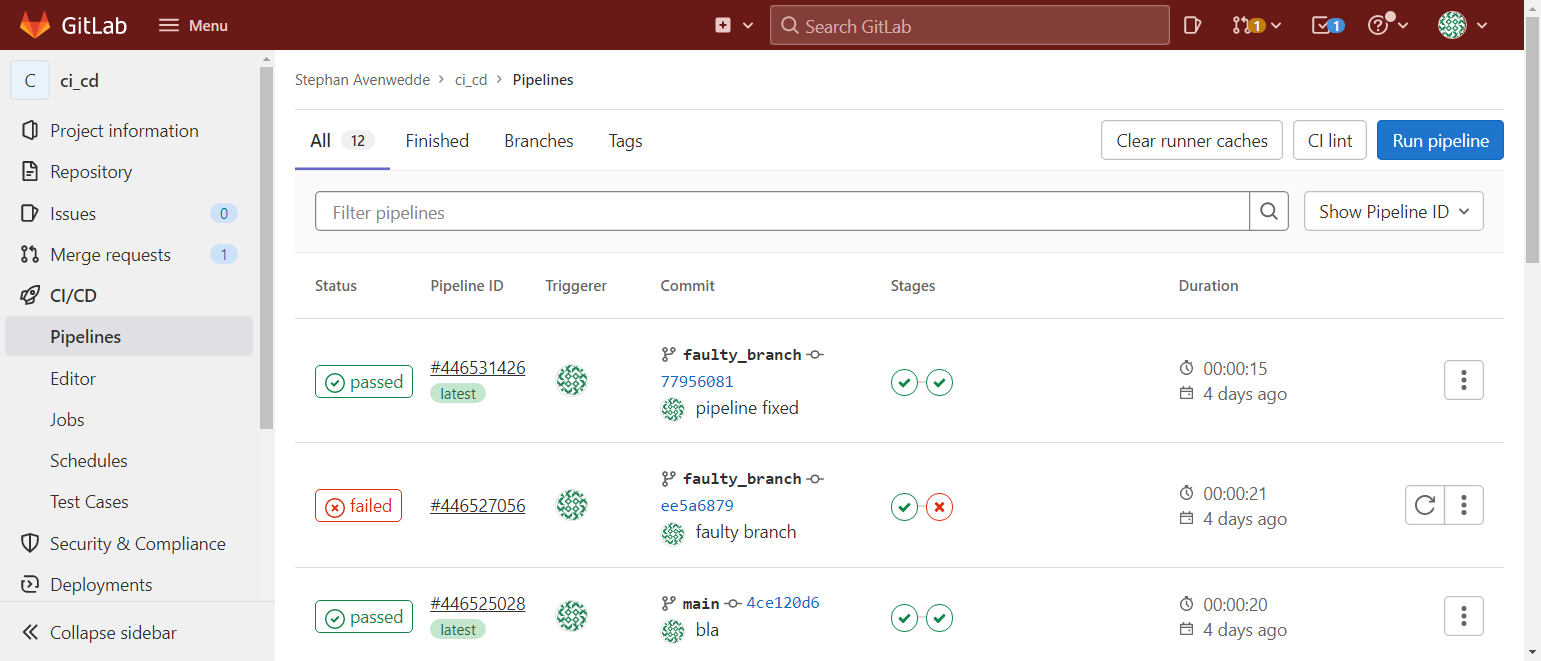 GitLab
Menu
Search GitLab
1
1
C
ci_cd
Project information
Repository
Issues 0
Merge requests 1
CI/CD
Pipelines
Editor
Jobs
Schedules
Test Cases
Security & Compliance
Deployments
Collapse sidebar
Stephan Avenwedde › ci_cd › Pipelines
All 12 Finished Branches Tags
Clear runner caches CI lint Run pipeline
Filter pipelines
Show Pipeline ID
Status Pipeline ID Triggerer Commit Stages Duration
passed
#446531426
latest
faulty_branch
77956081
pipeline fixed
00:00:15
4 days ago
failed
#446527056
faulty_branch
ee5a6879
faulty branch
00:00:21
4 days ago
passed
#446525028
latest
main 4ce120d6
bla
00:00:20
4 days ago